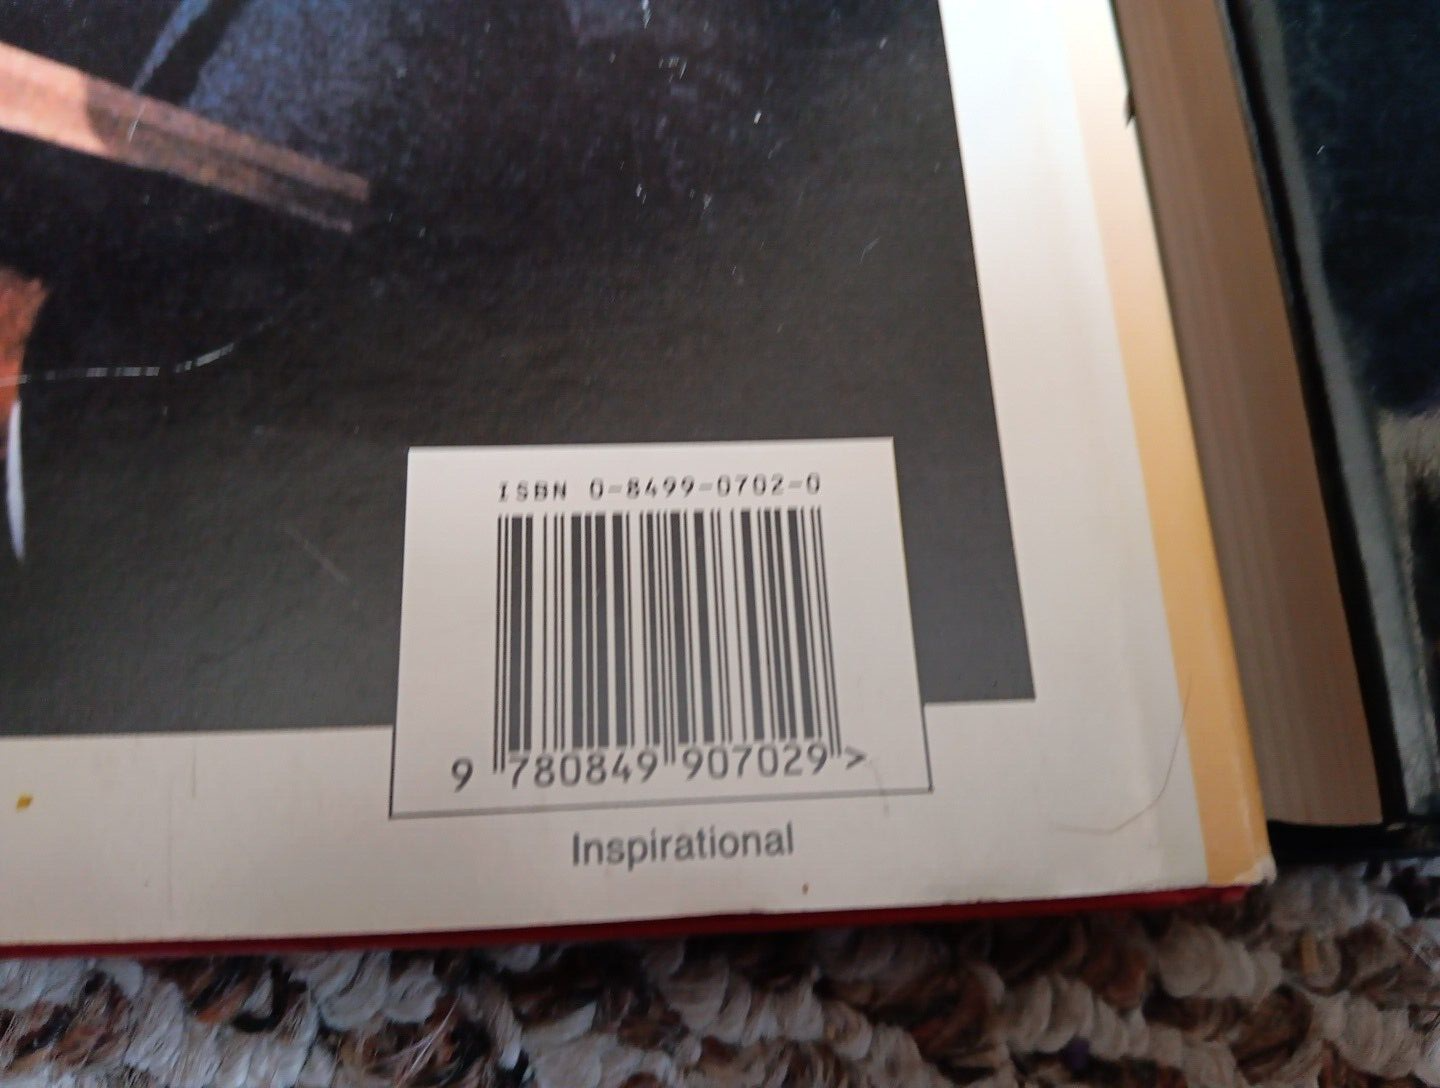 ISBN 0-8499-0702-0
9 780849 907029 >
Inspirational